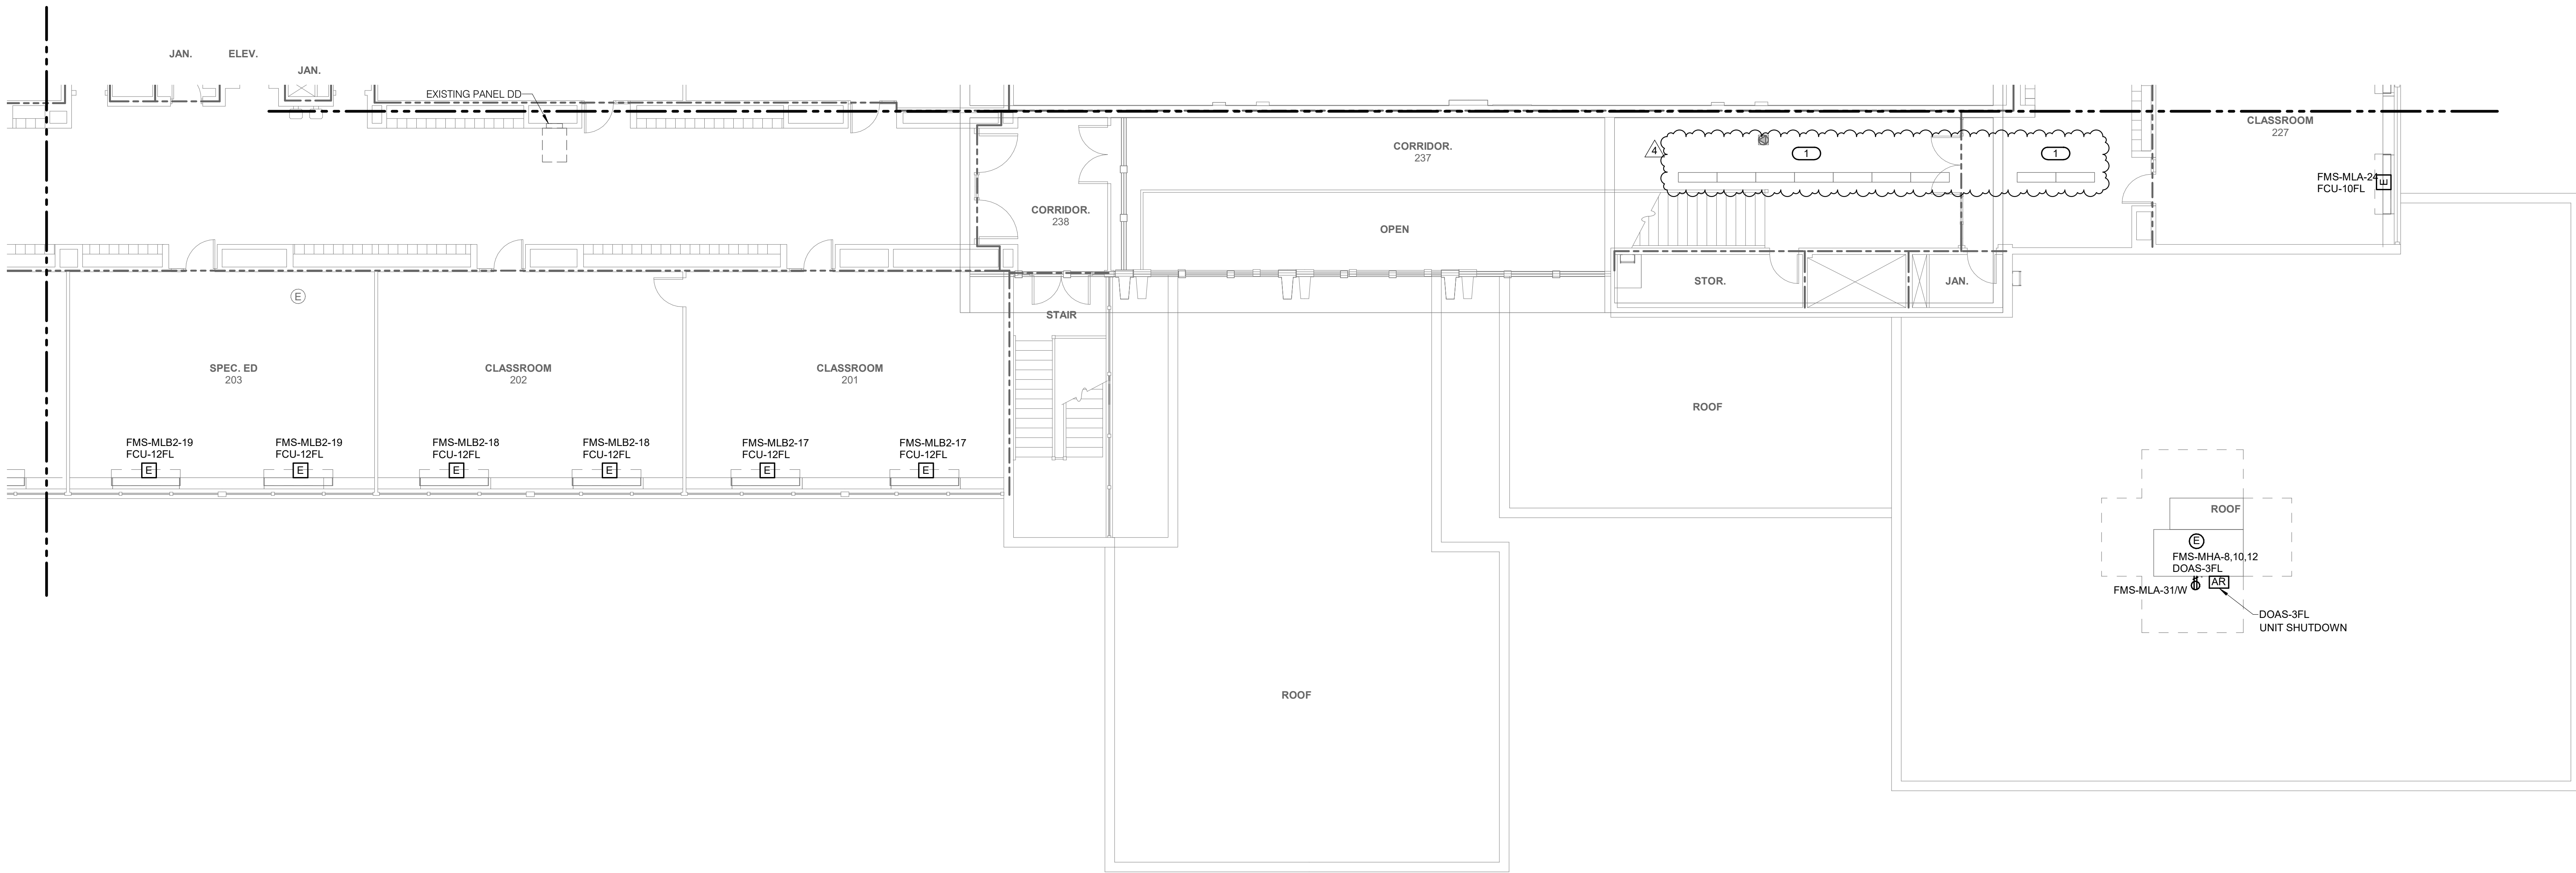 JAN.
ELEV.
JAN.
EXISTING PANEL DD
CORRIDOR.
237
CORRIDOR.
238
OPEN
4
1
1
CLASSROOM
227
FMS-MLA-24
FCU-10FL
E
STOR.
JAN.
STAIR
E
SPEC. ED
203
CLASSROOM
202
CLASSROOM
201
ROOF
FMS-MLB2-19
FCU-12FL
E
FMS-MLB2-19
FCU-12FL
E
FMS-MLB2-18
FCU-12FL
E
FMS-MLB2-18
FCU-12FL
E
FMS-MLB2-17
FCU-12FL
E
FMS-MLB2-17
FCU-12FL
E
ROOF
E
FMS-MHA-8,10,12
DOAS-3FL
FMS-MLA-31/W
AR
DOAS-3FL
UNIT SHUTDOWN
ROOF